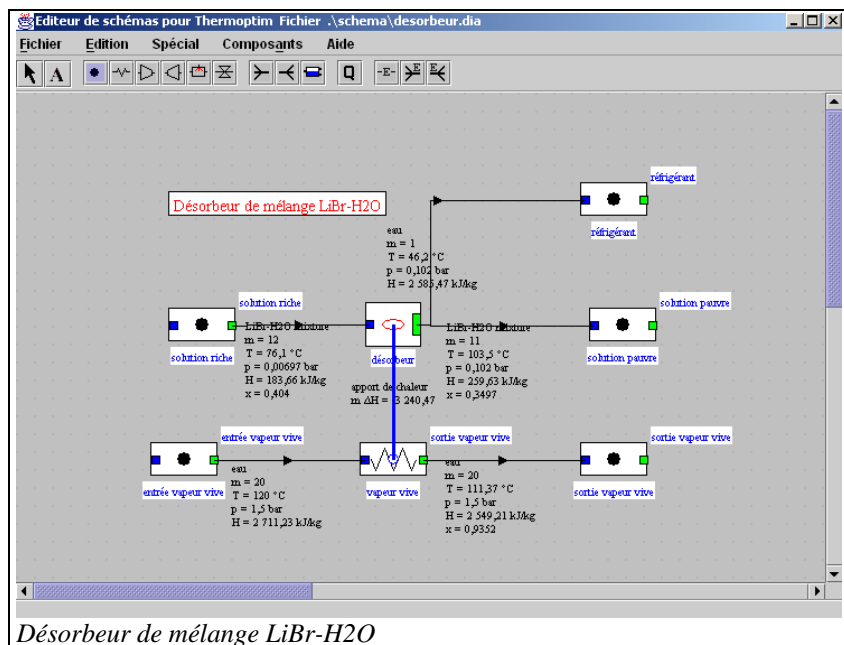 Editeur de schémas pour Thermoptim Fichier .\schema\desorbeur.dia
Fichier Edition Spécial Composants Aide
A Q -E- E E
réfrigérant
Désorbeur de mélange LiBr-H2O
réfrigérant
eau
m = 1
T = 46,2 °C
p = 0,102 bar
H = 2 585,47 kJ/kg
solution riche
solution pauvre
LiBr-H2O mixture
m = 12
T = 76,1 °C
p = 0,00697 bar
H = 183,66 kJ/kg
x = 0,404
solution riche
désorbeur
LiBr-H2O mixture
m = 11
T = 103,5 °C
p = 0,102 bar
H = 259,63 kJ/kg
x = 0,3497
solution pauvre
apport de chaleur
m ΔH = 3 240,47
entrée vapeur vive
sortie vapeur vive
sortie vapeur vive
entrée vapeur vive
eau
m = 20
T = 120 °C
p = 1,5 bar
H = 2 711,23 kJ/kg
vapeur vive
eau
m = 20
T = 111,37 °C
p = 1,5 bar
H = 2 549,21 kJ/kg
x = 0,9352
sortie vapeur vive
Désorbeur de mélange LiBr-H2O